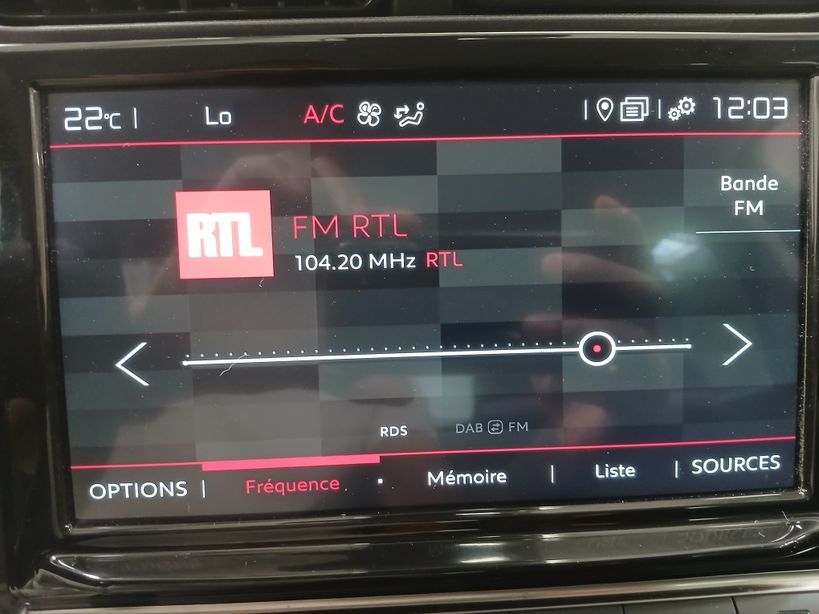 22°C | Lo A/C 12:03
Bande
FM
RTL
FM RTL
104.20 MHz RTL
RDS DAB FM
OPTIONS | Fréquence Mémoire | Liste | SOURCES